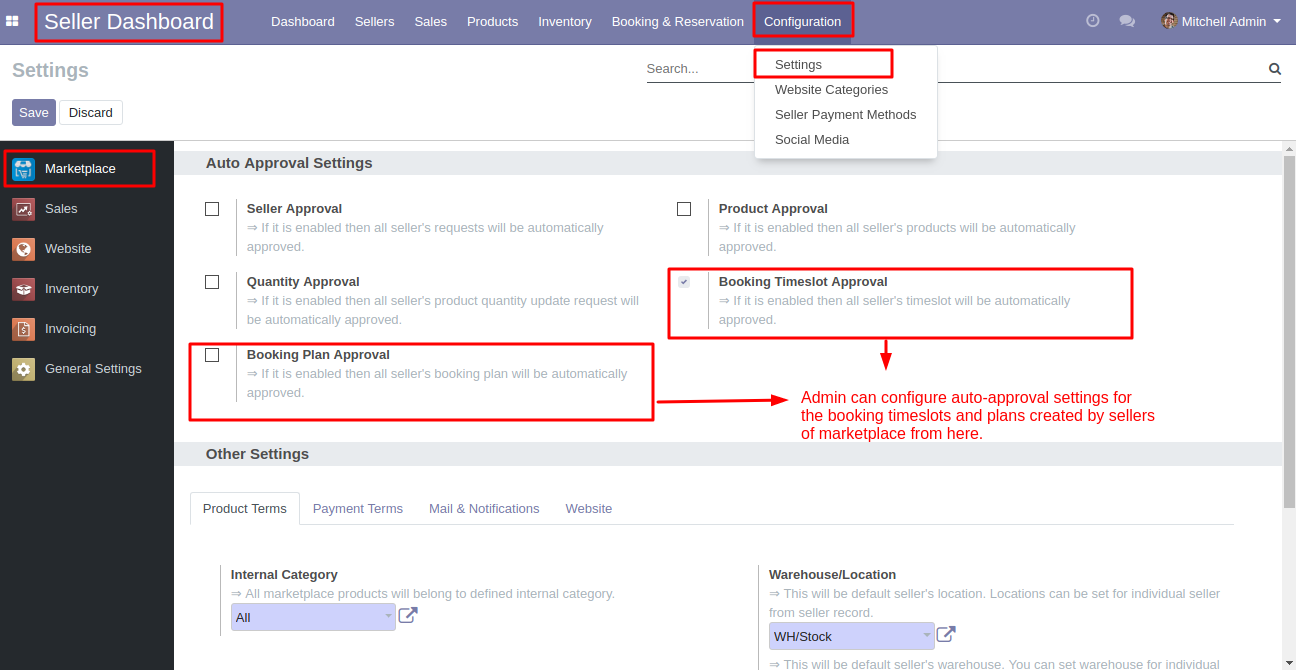 Seller Dashboard Dashboard Sellers Sales Products Inventory Booking & Reservation Configuration Mitchell Admin
Settings
Search...
Settings
Website Categories
Seller Payment Methods
Social Media
Save Discard
Marketplace
Sales
Website
Inventory
Invoicing
General Settings
Auto Approval Settings
Seller Approval
⇒ If it is enabled then all seller's requests will be automatically
approved.
Product Approval
⇒ If it is enabled then all seller's products will be automatically
approved.
Quantity Approval
⇒ If it is enabled then all seller's product quantity update request will
be automatically approved.
Booking Timeslot Approval
⇒ If it is enabled then all seller's timeslot will be automatically
approved.
Booking Plan Approval
⇒ If it is enabled then all seller's booking plan will be automatically
approved.
Admin can configure auto-approval settings for
the booking timeslots and plans created by sellers
of marketplace from here.
Other Settings
Product Terms Payment Terms Mail & Notifications Website
Internal Category
⇒ All marketplace products will belong to defined internal category.
All
Warehouse/Location
⇒ This will be default seller's location. Locations can be set for individual seller
from seller record.
WH/Stock
⇒ This will be default seller's warehouse. You can set warehouse for individual